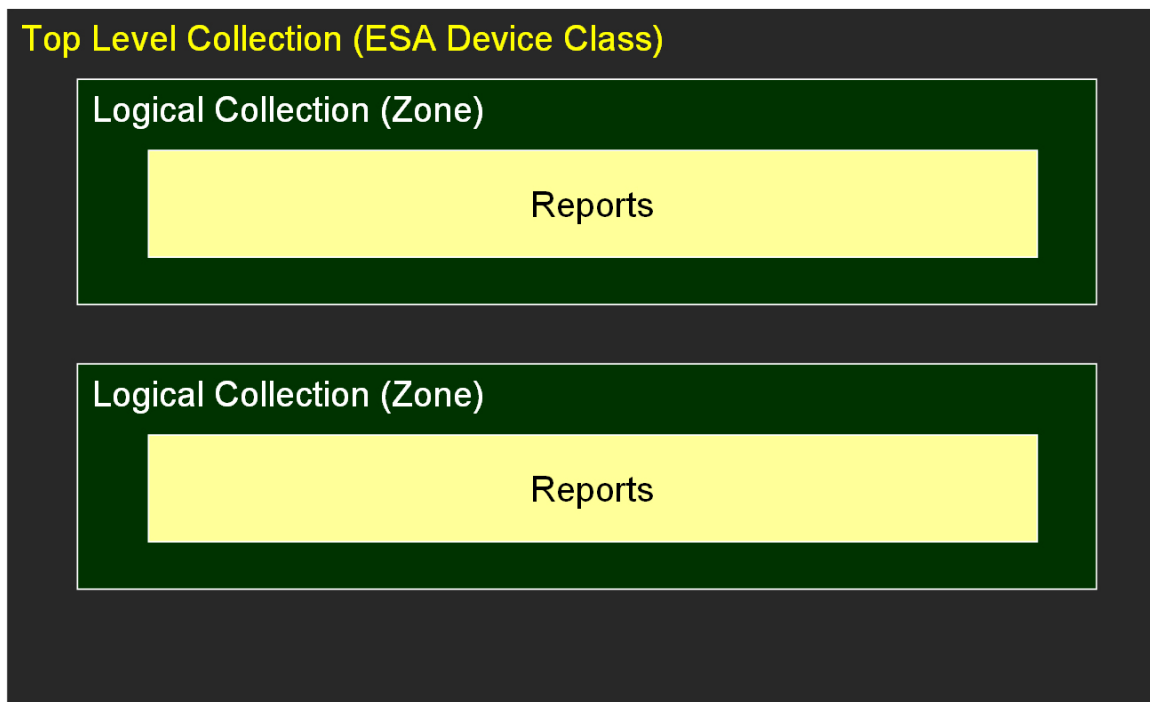 Top Level Collection (ESA Device Class)
Logical Collection (Zone)
Reports
Logical Collection (Zone)
Reports